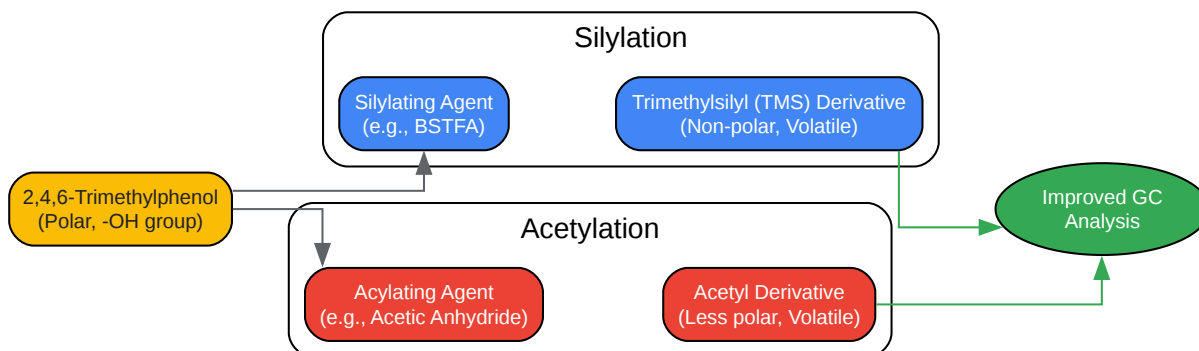 Silylation
Silylating Agent
(e.g., BSTFA)
Trimethylsilyl (TMS) Derivative
(Non-polar, Volatile)
2,4,6-Trimethylphenol
(Polar, -OH group)
Improved GC
Analysis
Acetylation
Acylating Agent
(e.g., Acetic Anhydride)
Acetyl Derivative
(Less polar, Volatile)